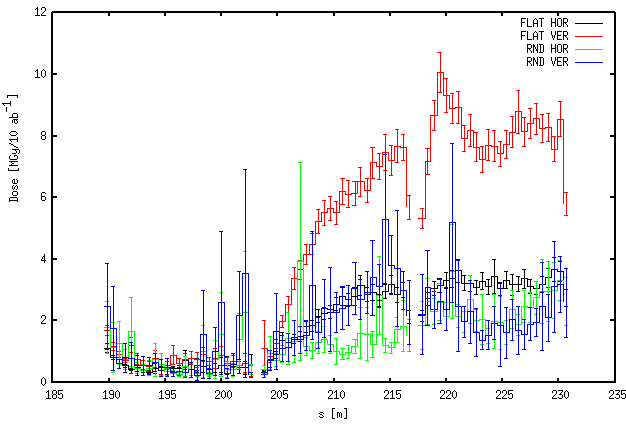 12
FLAT HOR
FLAT VER
RND HOR
RND VER
10
8
6
4
2
0
Dose [MGy/10 ab^-1]
185 190 195 200 205 210 215 220 225 230 235
s [m]